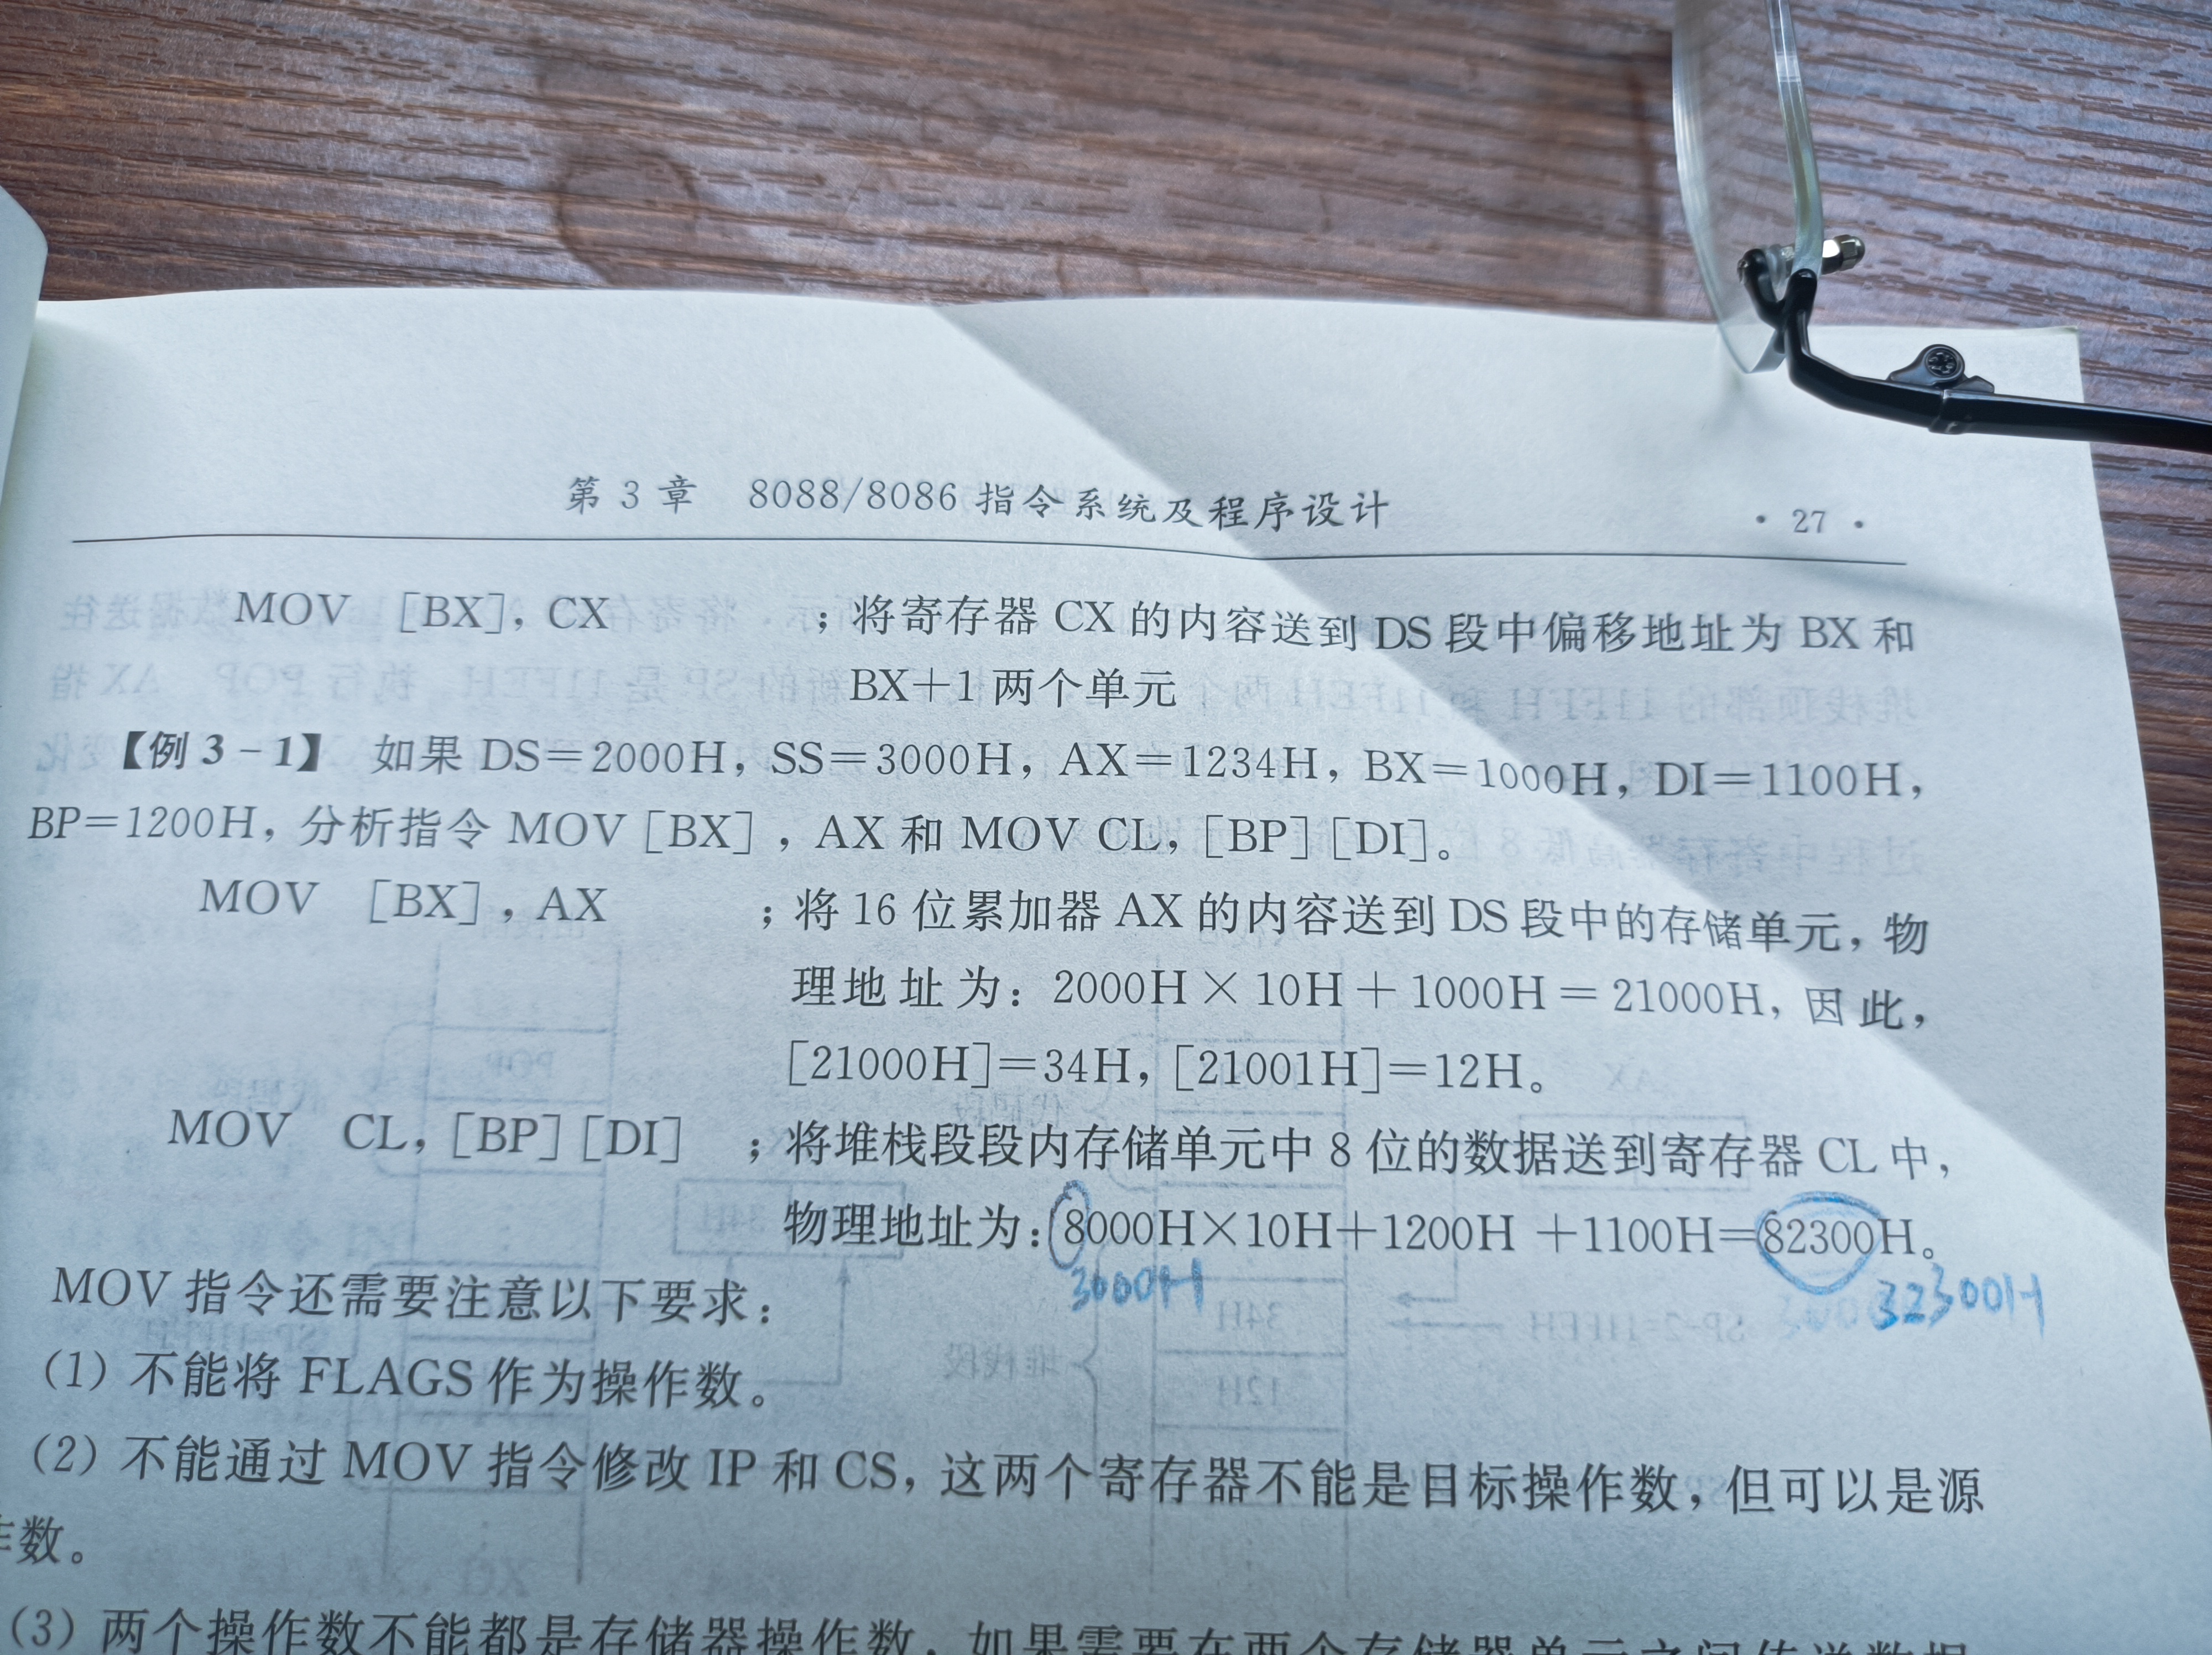 第3章 8088/8086指令系统及程序设计 · 27 ·
MOV [BX], CX ；将寄存器 CX 的内容送到 DS 段中偏移地址为 BX 和
BX+1 两个单元
【例 3-1】 如果 DS=2000H, SS=3000H, AX=1234H, BX=1000H, DI=1100H,
BP=1200H, 分析指令 MOV [BX], AX 和 MOV CL, [BP][DI]。
MOV [BX], AX ；将 16 位累加器 AX 的内容送到 DS 段中的存储单元，物
理地址为：2000H×10H+1000H=21000H, 因此，
[21000H]=34H, [21001H]=12H。
MOV CL, [BP][DI] ；将堆栈段段内存储单元中 8 位的数据送到寄存器 CL 中，
物理地址为：8000H×10H+1200H+1100H=82300H。
3000H 32300H
MOV 指令还需要注意以下要求：
(1) 不能将 FLAGS 作为操作数。
(2) 不能通过 MOV 指令修改 IP 和 CS, 这两个寄存器不能是目标操作数，但可以是源
作数。
(3) 两个操作数不能都是存储器操作数，如果需要在两个存储器单元之间传送数据